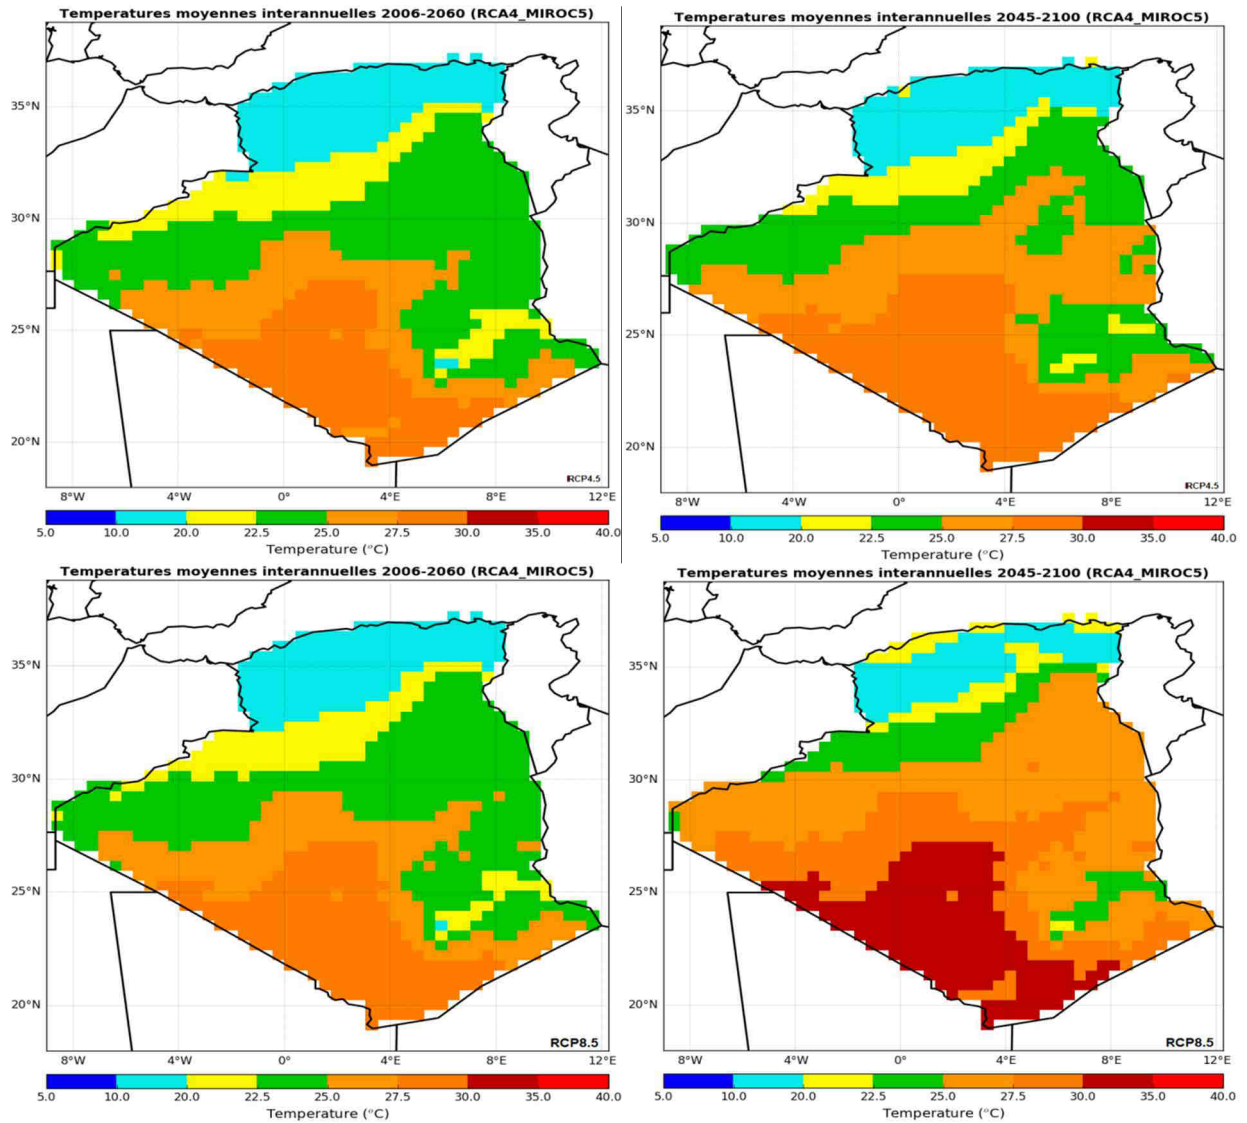 Temperatures moyennes interannuelles 2006-2060 (RCA4_MIROC5)
35°N
30°N
25°N
20°N
RCP4.5
8°W 4°W 0° 4°E 8°E 12°E
5.0 10.0 20.0 22.5 25.0 27.5 30.0 35.0 40.0
Temperature (°C)
Temperatures moyennes interannuelles 2045-2100 (RCA4_MIROC5)
35°N
30°N
25°N
20°N
RCP4.5
8°W 4°W 0° 4°E 8°E 12°E
5.0 10.0 20.0 22.5 25.0 27.5 30.0 35.0 40.0
Temperature (°C)
Temperatures moyennes interannuelles 2006-2060 (RCA4_MIROC5)
35°N
30°N
25°N
20°N
RCP8.5
8°W 4°W 0° 4°E 8°E 12°E
5.0 10.0 20.0 22.5 25.0 27.5 30.0 35.0 40.0
Temperature (°C)
Temperatures moyennes interannuelles 2045-2100 (RCA4_MIROC5)
35°N
30°N
25°N
20°N
RCP8.5
8°W 4°W 0° 4°E 8°E 12°E
5.0 10.0 20.0 22.5 25.0 27.5 30.0 35.0 40.0
Temperature (°C)